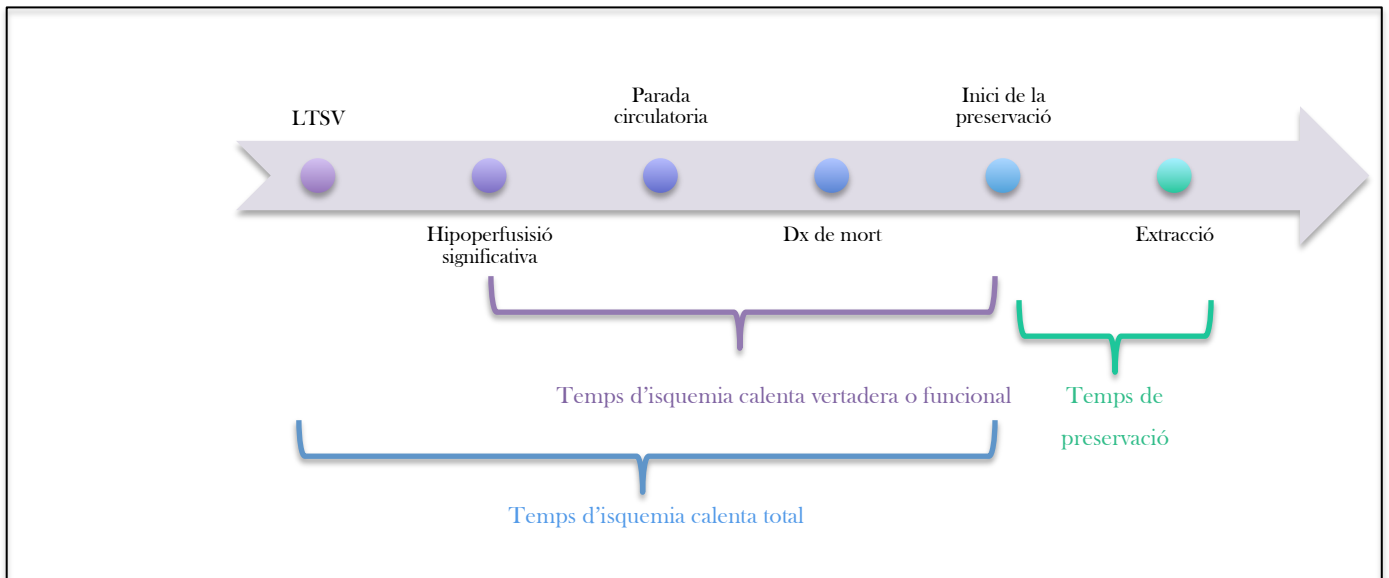 LTSV
Parada
circulatoria
Inici de la
preservació
Hipoperfusisió
significativa
Dx de mort
Extracció
Temps d’isquemia calenta vertadera o funcional
Temps de
preservació
Temps d’isquemia calenta total